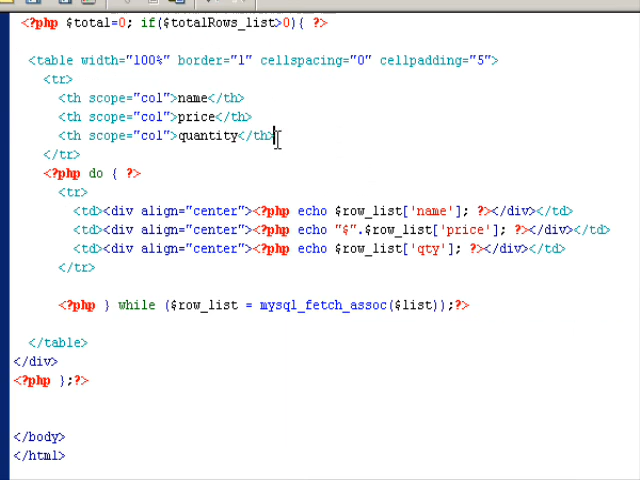 <?php $total=0; if($totalRows_list>0){ ?>
<table width="100%" border="1" cellspacing="0" cellpadding="5">
<tr>
<th scope="col">name</th>
<th scope="col">price</th>
<th scope="col">quantity</th>
</tr>
<?php do { ?>
<tr>
<td><div align="center"><?php echo $row_list['name']; ?></div></td>
<td><div align="center"><?php echo "$".$row_list['price']; ?></div></td>
<td><div align="center"><?php echo $row_list['qty']; ?></div></td>
</tr>
<?php } while ($row_list = mysql_fetch_assoc($list));?>
</table>
</div>
<?php };?>
</body>
</html>